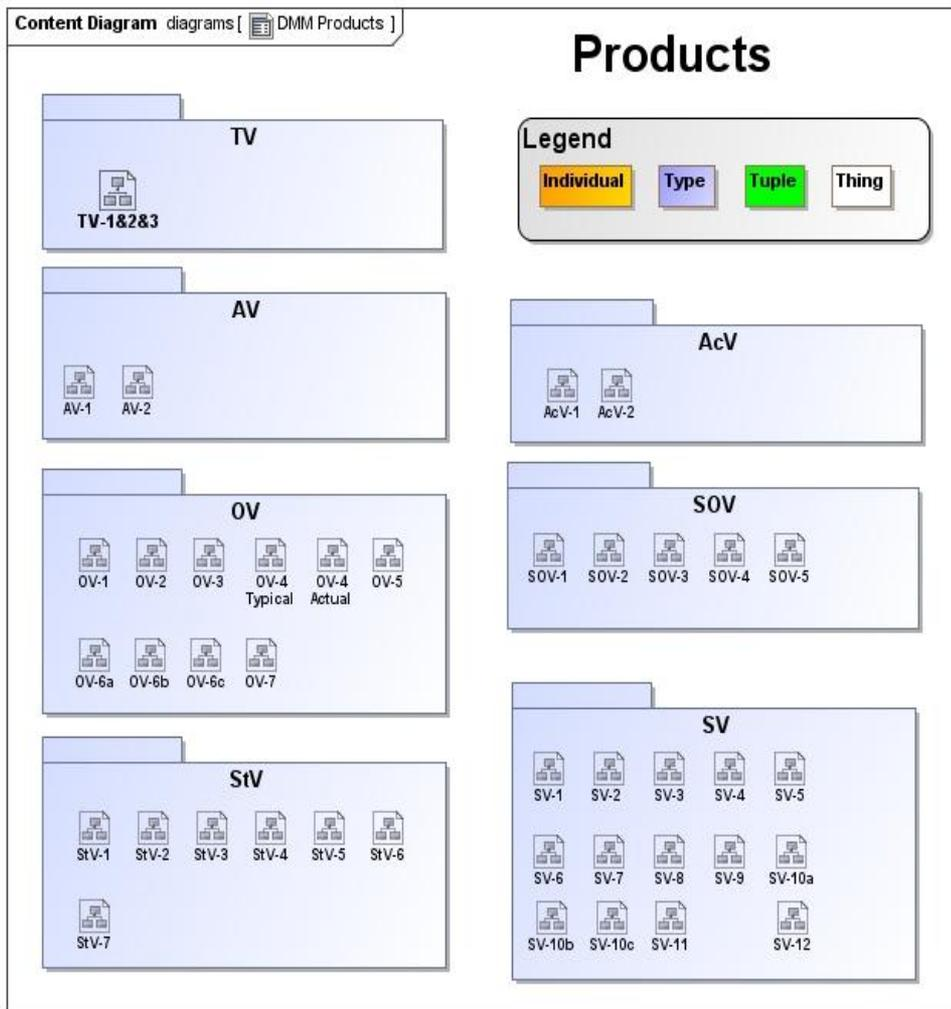 Content Diagram diagrams [ DMM Products ]
Products
TV
TV-1&2&3
Legend
Individual Type Tuple Thing
AV
AV-1 AV-2
AcV
AcV-1 AcV-2
OV
OV-1 OV-2 OV-3 OV-4 OV-4 OV-5
Typical Actual
OV-6a OV-6b OV-6c OV-7
SOV
SOV-1 SOV-2 SOV-3 SOV-4 SOV-5
StV
StV-1 StV-2 StV-3 StV-4 StV-5 StV-6
StV-7
SV
SV-1 SV-2 SV-3 SV-4 SV-5
SV-6 SV-7 SV-8 SV-9 SV-10a
SV-10b SV-10c SV-11 SV-12